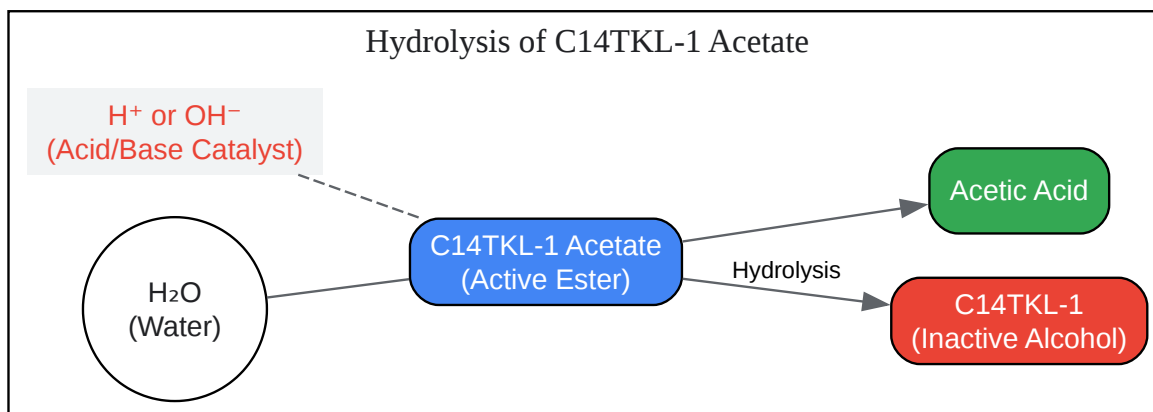 Hydrolysis of C14TKL-1 Acetate
H⁺ or OH⁻
(Acid/Base Catalyst)
H₂O
(Water)
C14TKL-1 Acetate
(Active Ester)
Hydrolysis
Acetic Acid
C14TKL-1
(Inactive Alcohol)